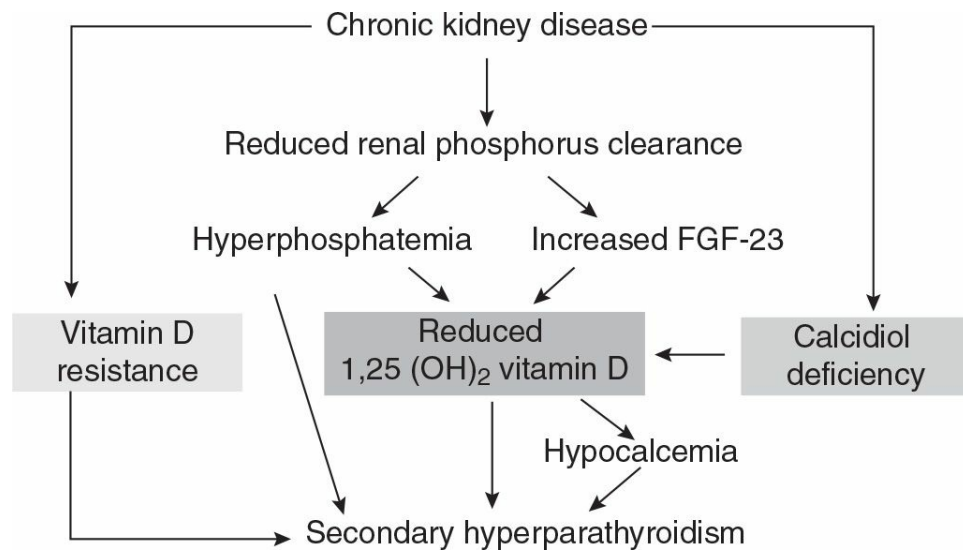 Chronic kidney disease
Reduced renal phosphorus clearance
Hyperphosphatemia
Increased FGF-23
Vitamin D
resistance
Reduced
1,25 (OH)₂ vitamin D
Calcidiol
deficiency
Hypocalcemia
Secondary hyperparathyroidism